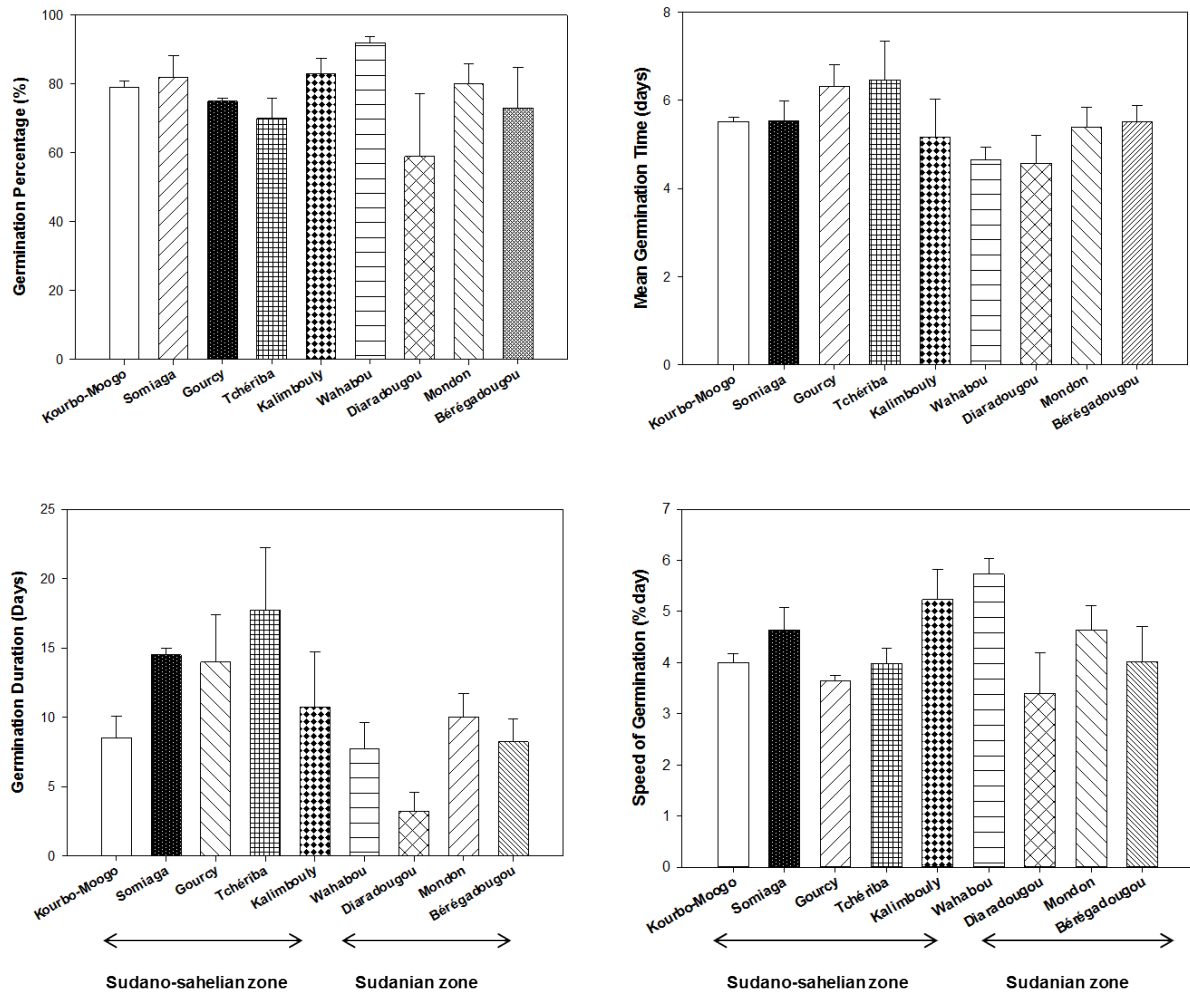 Germination Percentage (%)
100
80
60
40
20
0
Kourbo-Moogo
Somiaga
Gourcy
Tchériba
Kalimbouly
Wahabou
Diaradougou
Mondon
Bérégadougou
Mean Germination Time (days)
8
6
4
2
0
Kourbo-Moogo
Somiaga
Gourcy
Tchériba
Kalimbouly
Wahabou
Diaradougou
Mondon
Bérégadougou
Germination Duration (Days)
25
20
15
10
5
0
Kourbo-Moogo
Somiaga
Gourcy
Tchériba
Kalimbouly
Wahabou
Diaradougou
Mondon
Bérégadougou
Sudano-sahelian zone
Sudanian zone
Speed of Germination (% day)
7
6
5
4
3
2
1
0
Kourbo-Moogo
Somiaga
Gourcy
Tchériba
Kalimbouly
Wahabou
Diaradougou
Mondon
Bérégadougou
Sudano-sahelian zone
Sudanian zone